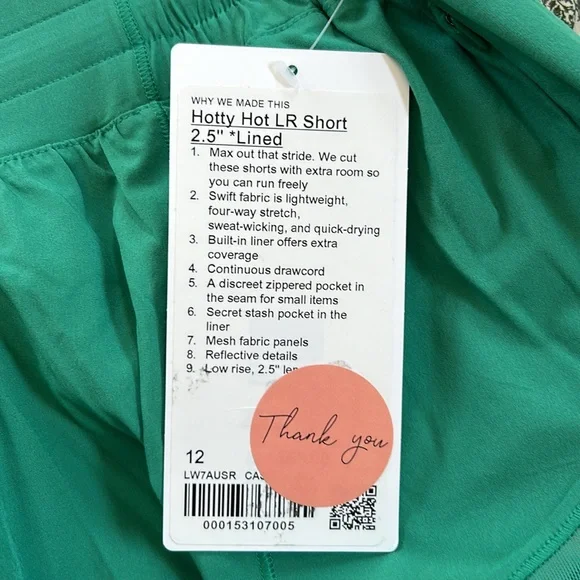 WHY WE MADE THIS
Hotty Hot LR Short
2.5" *Lined
1. Max out that stride. We cut
these shorts with extra room so
you can run freely
2. Swift fabric is lightweight,
four-way stretch,
sweat-wicking, and quick-drying
3. Built-in liner offers extra
coverage
4. Continuous drawcord
5. A discreet zippered pocket in
the seam for small items
6. Secret stash pocket in the
liner
7. Mesh fabric panels
8. Reflective details
9. Low rise, 2.5"
Thank you
12
LW7AUSR
000153107005